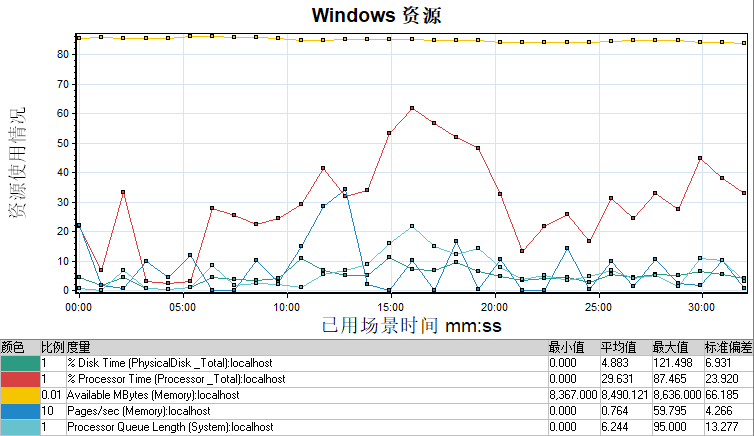 Windows 资源
资源使用情况
80
70
60
50
40
30
20
10
0
00:00 05:00 10:00 15:00 20:00 25:00 30:00
已用场景时间 mm:ss
颜色 比例 度量 最小值 平均值 最大值 标准偏差
1 % Disk Time (PhysicalDisk _Total):localhost 0.000 4.883 121.498 6.931
1 % Processor Time (Processor _Total):localhost 0.000 29.631 87.465 23.920
0.01 Available MBytes (Memory):localhost 8,367.000 8,490.121 8,636.000 66.185
10 Pages/sec (Memory):localhost 0.000 0.764 59.795 4.266
1 Processor Queue Length (System):localhost 0.000 6.244 95.000 13.277